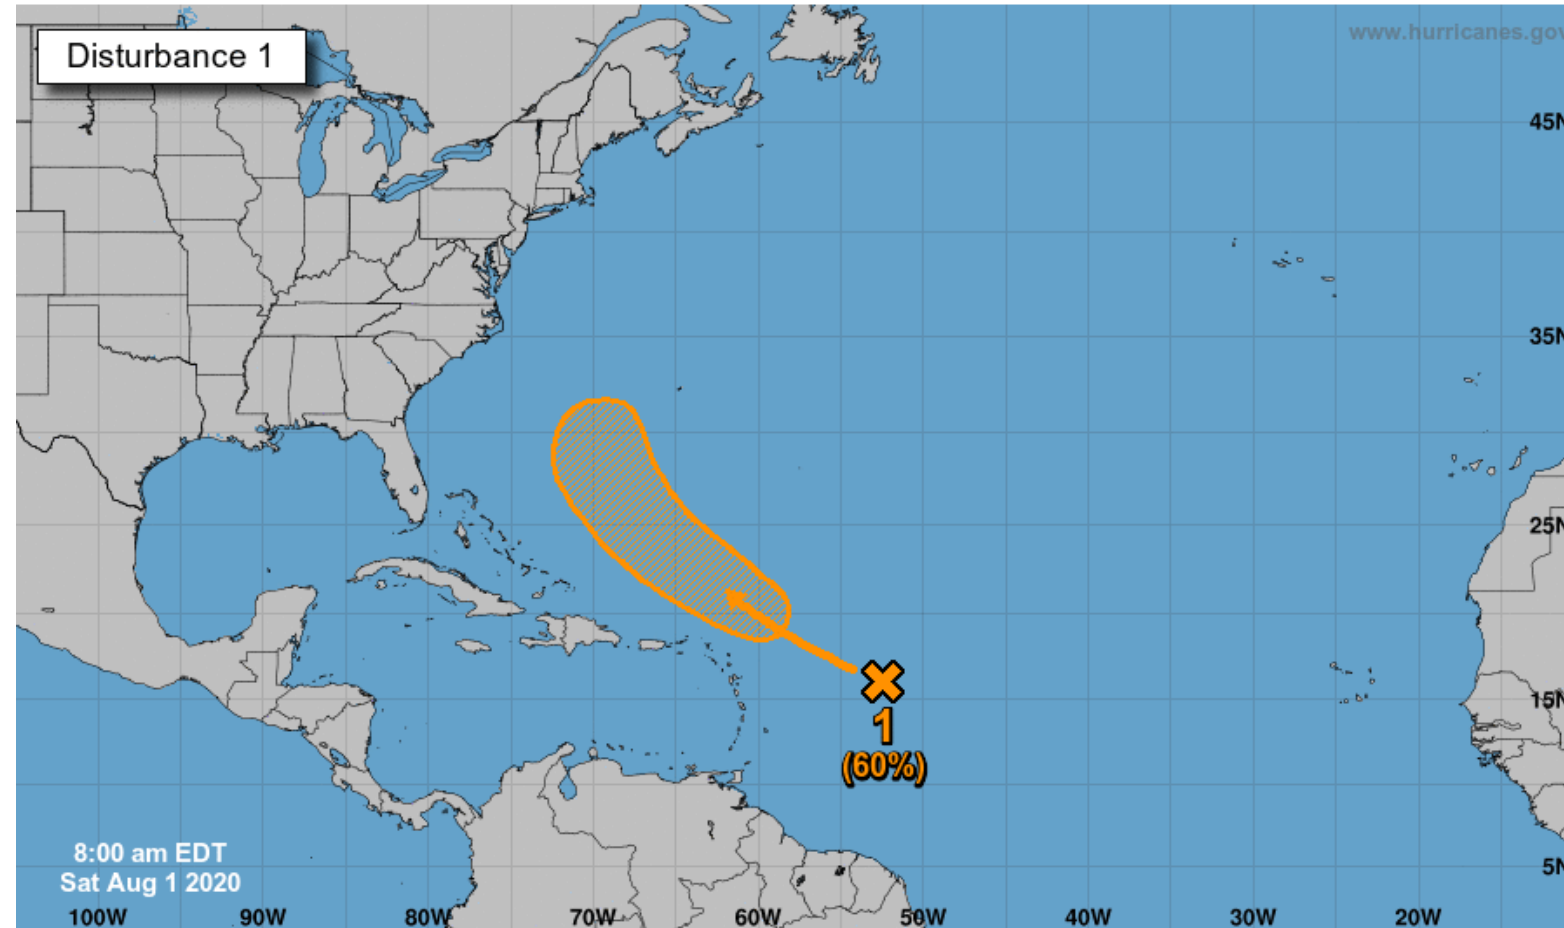 Disturbance 1
www.hurricanes.gov
45N
35N
25N
15N
1
(60%)
8:00 am EDT
Sat Aug 1 2020
5N
100W 90W 80W 70W 60W 50W 40W 30W 20W